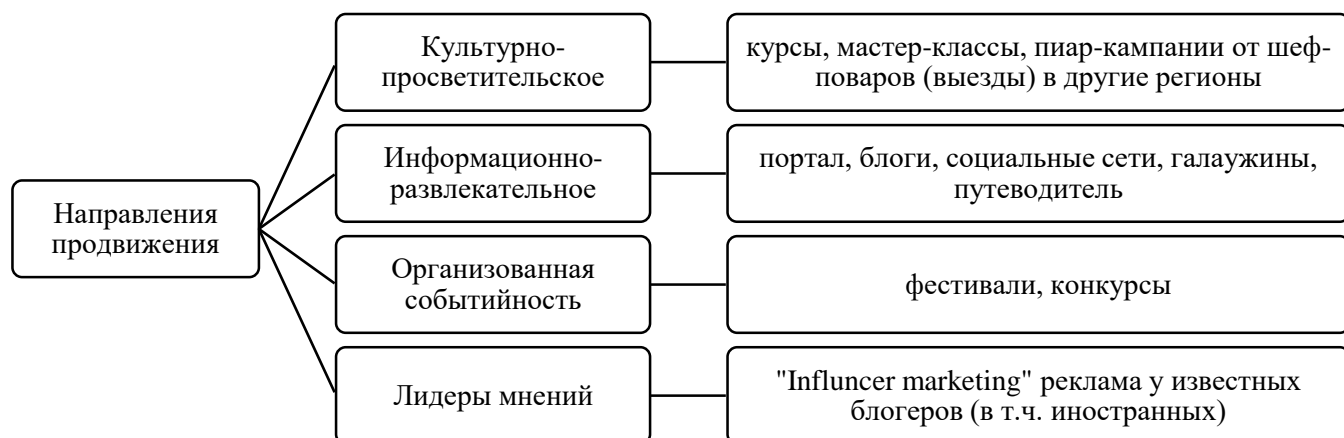 Направления
продвижения
Культурно-
просветительское
курсы, мастер-классы, пиар-кампании от шеф-
поваров (выезды) в другие регионы
Информационно-
развлекательное
портал, блоги, социальные сети, галаужины,
путеводитель
Организованная
событийность
фестивали, конкурсы
Лидеры мнений
"Influncer marketing" реклама у известных
блогеров (в т.ч. иностранных)